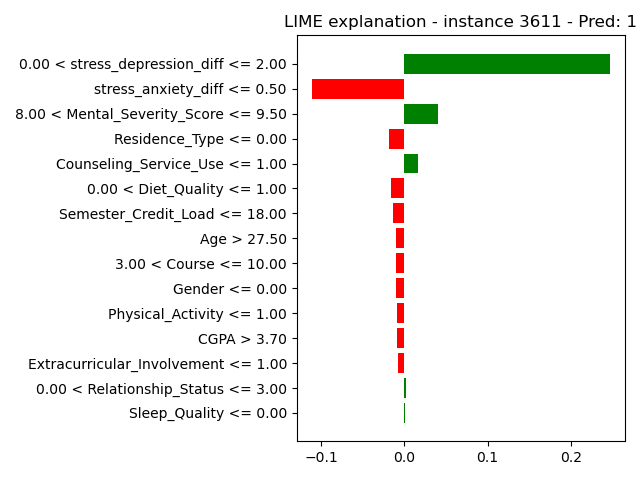 LIME explanation - instance 3611 - Pred: 1
0.00 < stress_depression_diff <= 2.00
stress_anxiety_diff <= 0.50
8.00 < Mental_Severity_Score <= 9.50
Residence_Type <= 0.00
Counseling_Service_Use <= 1.00
0.00 < Diet_Quality <= 1.00
Semester_Credit_Load <= 18.00
Age > 27.50
3.00 < Course <= 10.00
Gender <= 0.00
Physical_Activity <= 1.00
CGPA > 3.70
Extracurricular_Involvement <= 1.00
0.00 < Relationship_Status <= 3.00
Sleep_Quality <= 0.00
−0.1 0.0 0.1 0.2